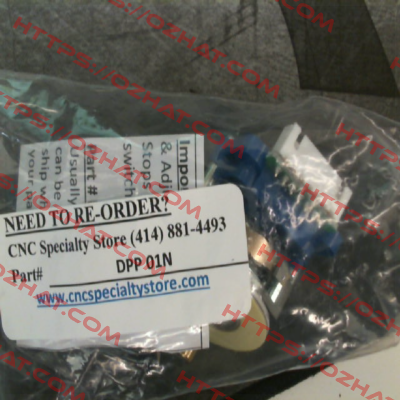 Impo
& Adj
Stops
switch
Part #
Usually
can be
ship w
your re
NEED TO RE-ORDER?
CNC Specialty Store (414) 881-4493
Part# DPP 01N
www.cncspecialtystore.com
HTTPS://OZHAT.COM